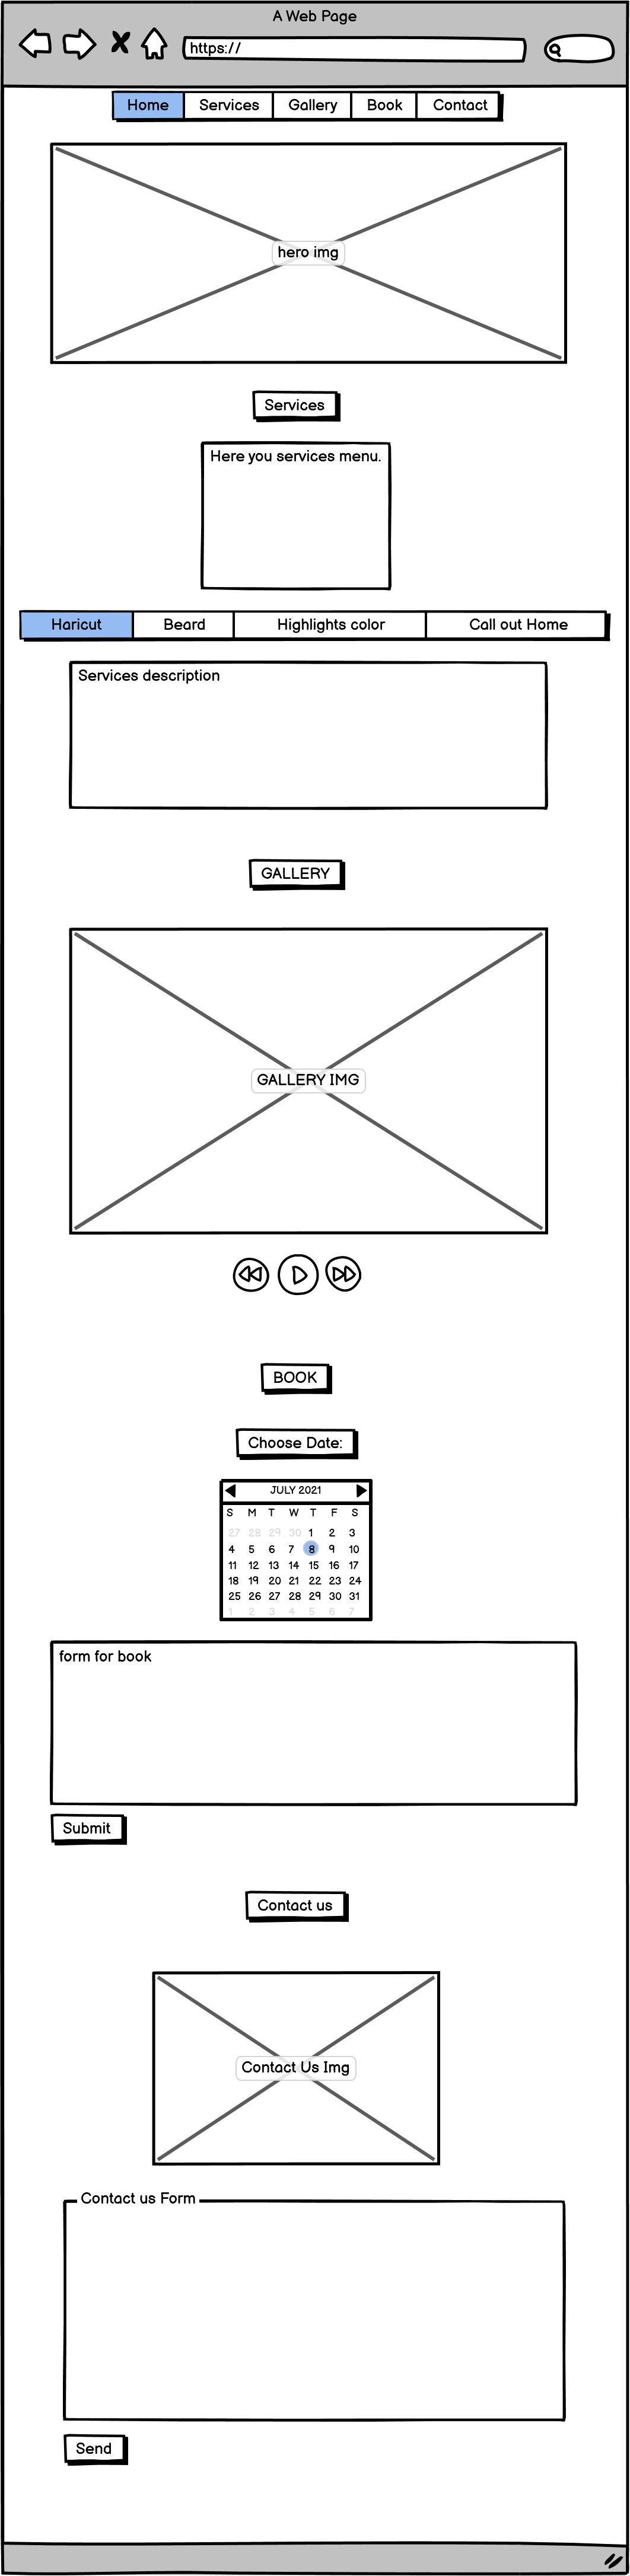 A Web Page
https://
Home Services Gallery Book Contact
hero img
Services
Here you services menu.
Haricut Beard Highlights color Call out Home
Services description
GALLERY
GALLERY IMG
BOOK
Choose Date:
JULY 2021
S M T W T F S
27 28 29 30 1 2 3
4 5 6 7 8 9 10
11 12 13 14 15 16 17
18 19 20 21 22 23 24
25 26 27 28 29 30 31
1 2 3 4 5 6 7
form for book
Submit
Contact us
Contact Us Img
Contact us Form
Send